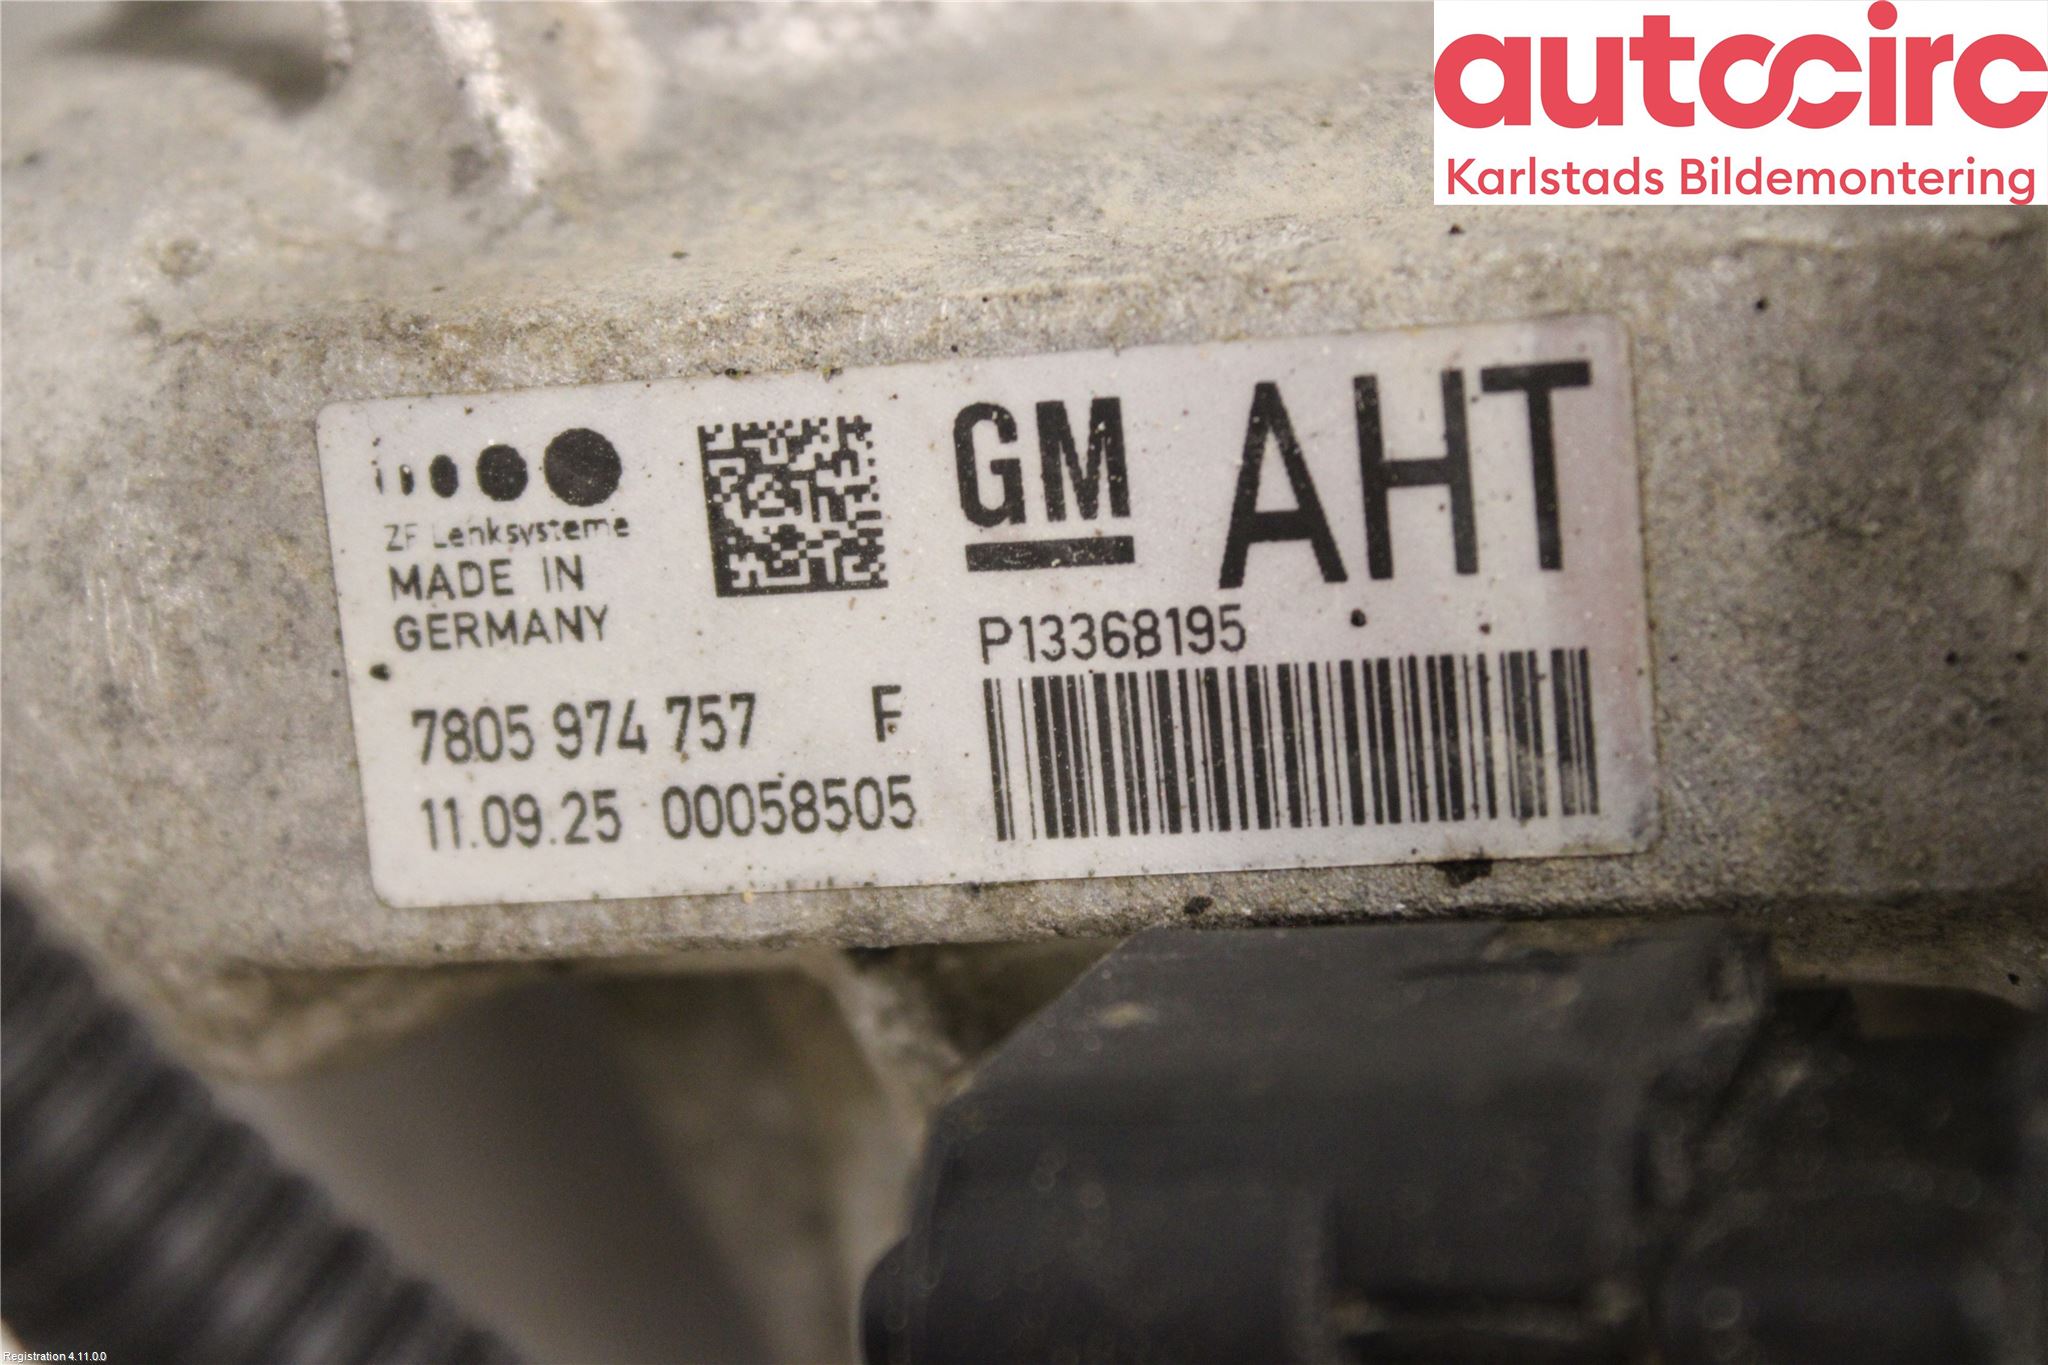 autocirc
Karlstads Bildemontering
ZF Lenksysteme
MADE IN
GERMANY
GM AHT
P13368195
7805 974 757 F
11.09.25 00058505
Registration 4.11.0.0